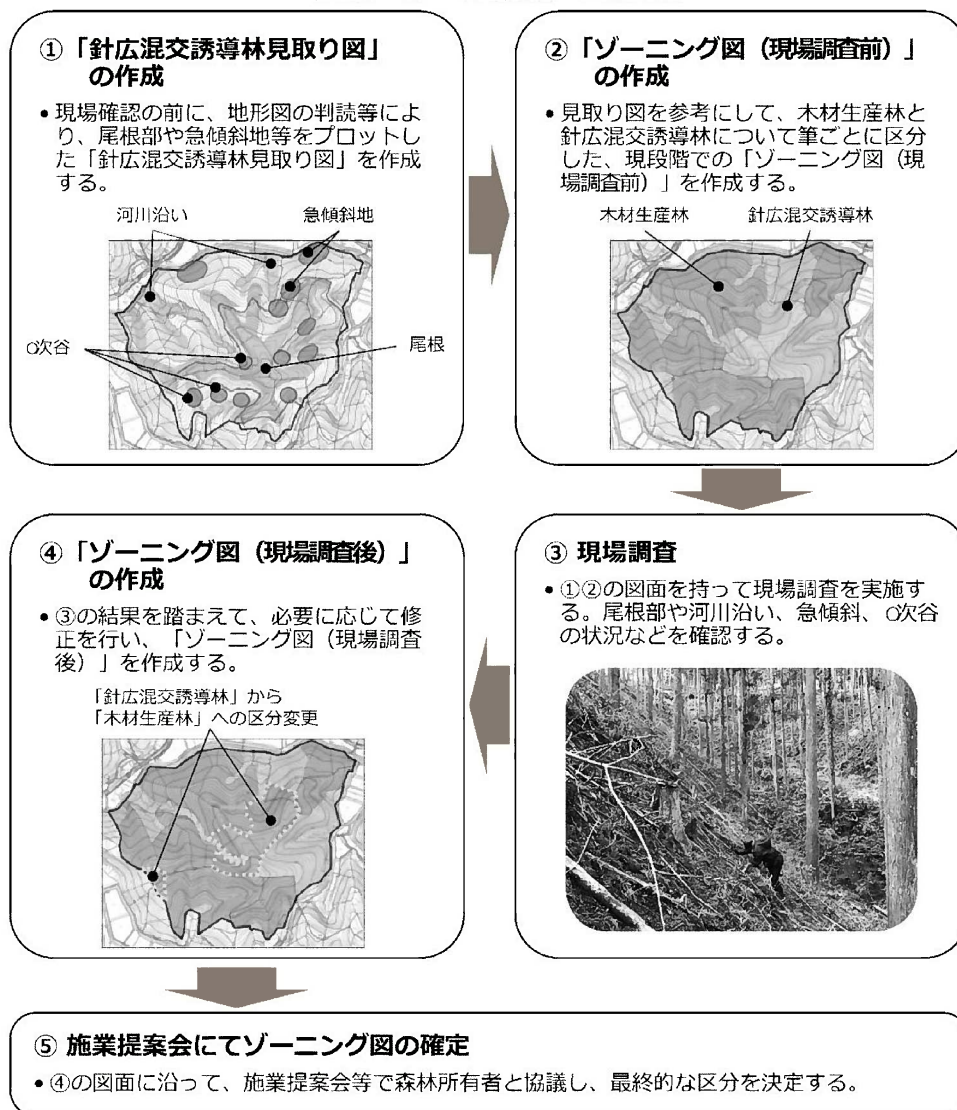 ①「針広混交誘導林見取り図」
の作成
• 現場確認の前に、地形図の判読等によ
り、尾根部や急傾斜地等をプロットし
た「針広混交誘導林見取り図」を作成
する。
河川沿い
急傾斜地
0次谷
尾根
②「ゾーニング図（現場調査前）」
の作成
• 見取り図を参考にして、木材生産林と
針広混交誘導林について筆ごとに区分
した、現段階での「ゾーニング図（現
場調査前）」を作成する。
木材生産林
針広混交誘導林
③ 現場調査
• ①②の図面を持って現場調査を実施す
る。尾根部や河川沿い、急傾斜、0次谷
の状況などを確認する。
④「ゾーニング図（現場調査後）」
の作成
• ③の結果を踏まえて、必要に応じて修
正を行い、「ゾーニング図（現場調査
後）」を作成する。
「針広混交誘導林」から
「木材生産林」への区分変更
⑤ 施業提案会にてゾーニング図の確定
• ④の図面に沿って、施業提案会等で森林所有者と協議し、最終的な区分を決定する。